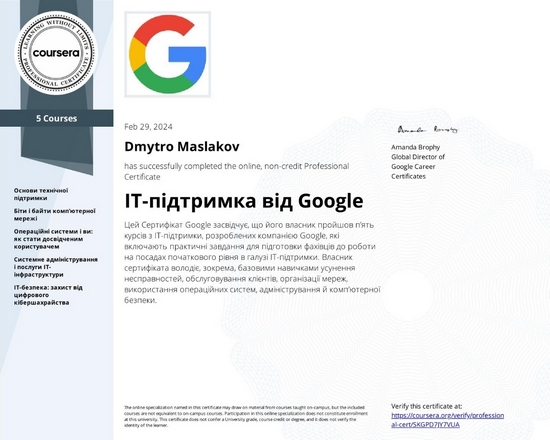 LEARNING WITHOUT LIMITS
coursera
PROFESSIONAL CERTIFICATE
5 Courses
Основи технічної
підтримки
Біти і байти комп'ютерної
мережі
Операційні системи і ви:
як стати досвідченим
користувачем
Системне адміністрування
і послуги ІТ-
інфраструктури
ІТ-безпека: захист від
цифрового
кібершахрайства
Feb 29, 2024
Dmytro Maslakov
has successfully completed the online, non-credit Professional
Certificate
ІТ-підтримка від Google
Цей Сертифікат Google засвідчує, що його власник пройшов п'ять
курсів з ІТ-підтримки, розроблених компанією Google, які
включають практичні завдання для підготовки фахівців до роботи
на посадах початкового рівня в галузі ІТ-підтримки. Власник
сертифіката володіє, зокрема, базовими навичками усунення
несправностей, обслуговування клієнтів, організації мереж,
використання операційних систем, адміністрування й комп'ютерної
безпеки.
Amanda Brophy
Amanda Brophy
Global Director of
Google Career
Certificates
The online specialization named in this certificate may draw on material from courses taught on-campus, but the included
courses are not equivalent to on-campus courses. Participation in this online specialization does not constitute enrollment
at this university. This certificate does not confer a University grade, course credit or degree, and it does not verify the
identity of the learner.
Verify this certificate at:
https://coursera.org/verify/profession
al-cert/SKGPD7JY7VUA